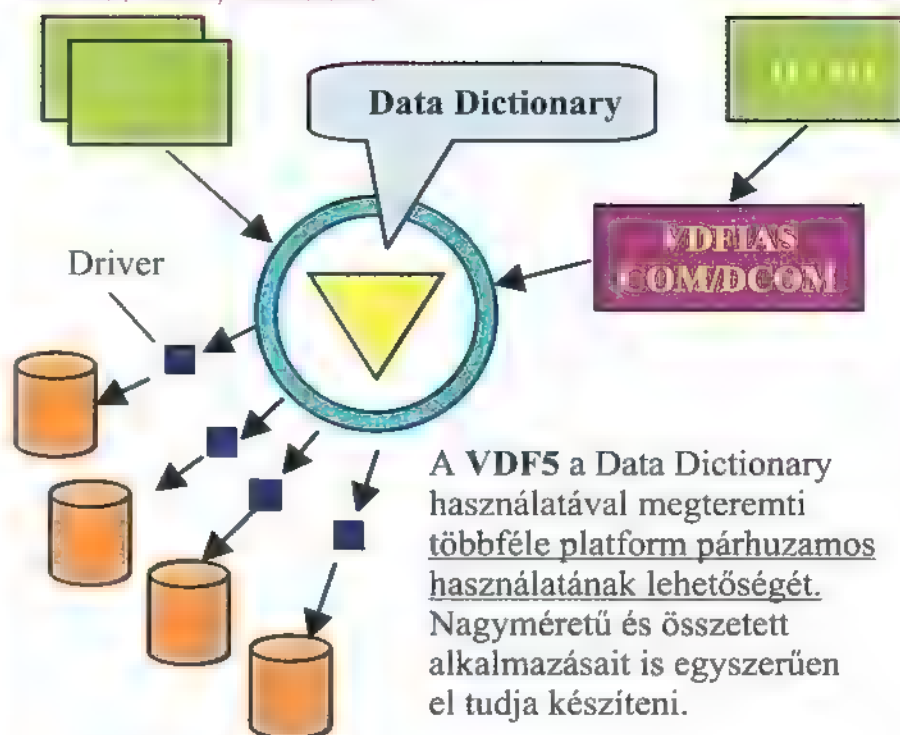 Data Dictionary
VDFIAS
COM/DCOM
Driver
A VDF5 a Data Dictionary
használatával megteremti
többféle platform párhuzamos
használatának lehetőségét.
Nagyméretű és összetett
alkalmazásait is egyszerűen
el tudja készíteni.